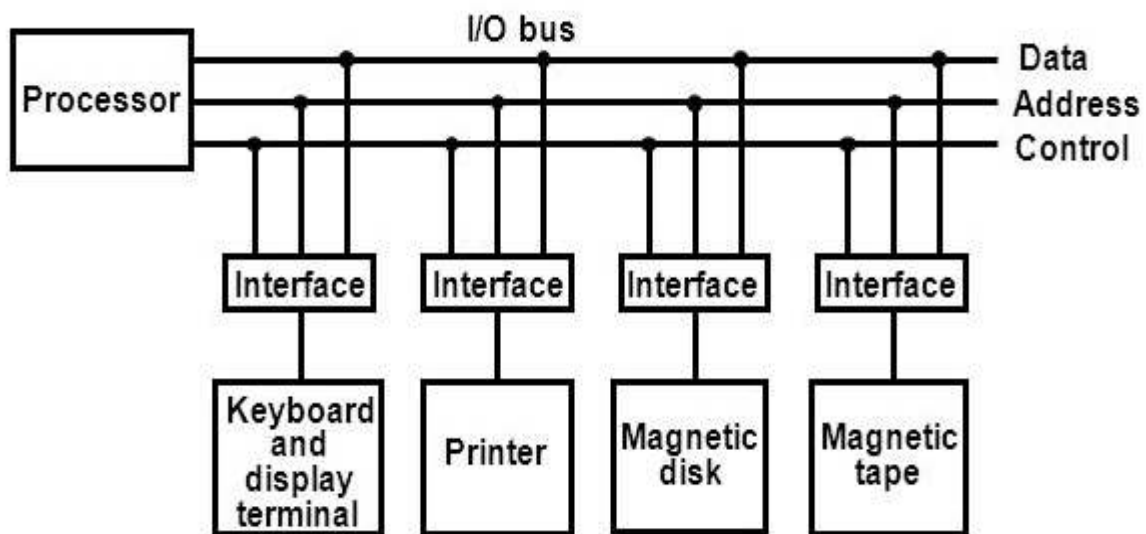 I/O bus
Data
Processor
Address
Control
Interface
Interface
Interface
Interface
Keyboard
and
display
terminal
Printer
Magnetic
disk
Magnetic
tape